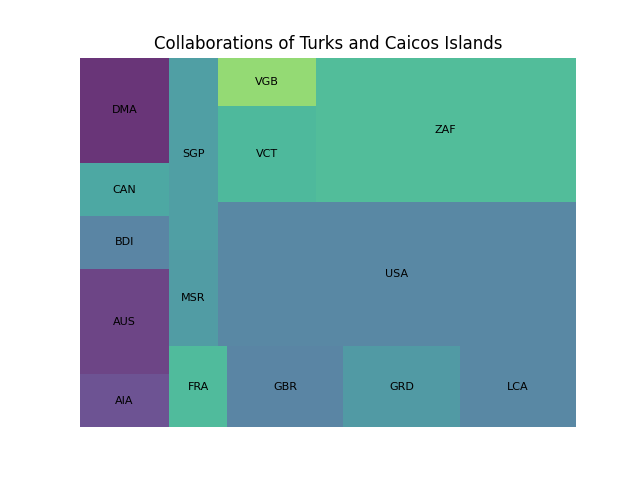 Collaborations of Turks and Caicos Islands
DMA
SGP
VGB
ZAF
VCT
CAN
BDI
USA
MSR
AUS
FRA
GBR
GRD
LCA
AIA